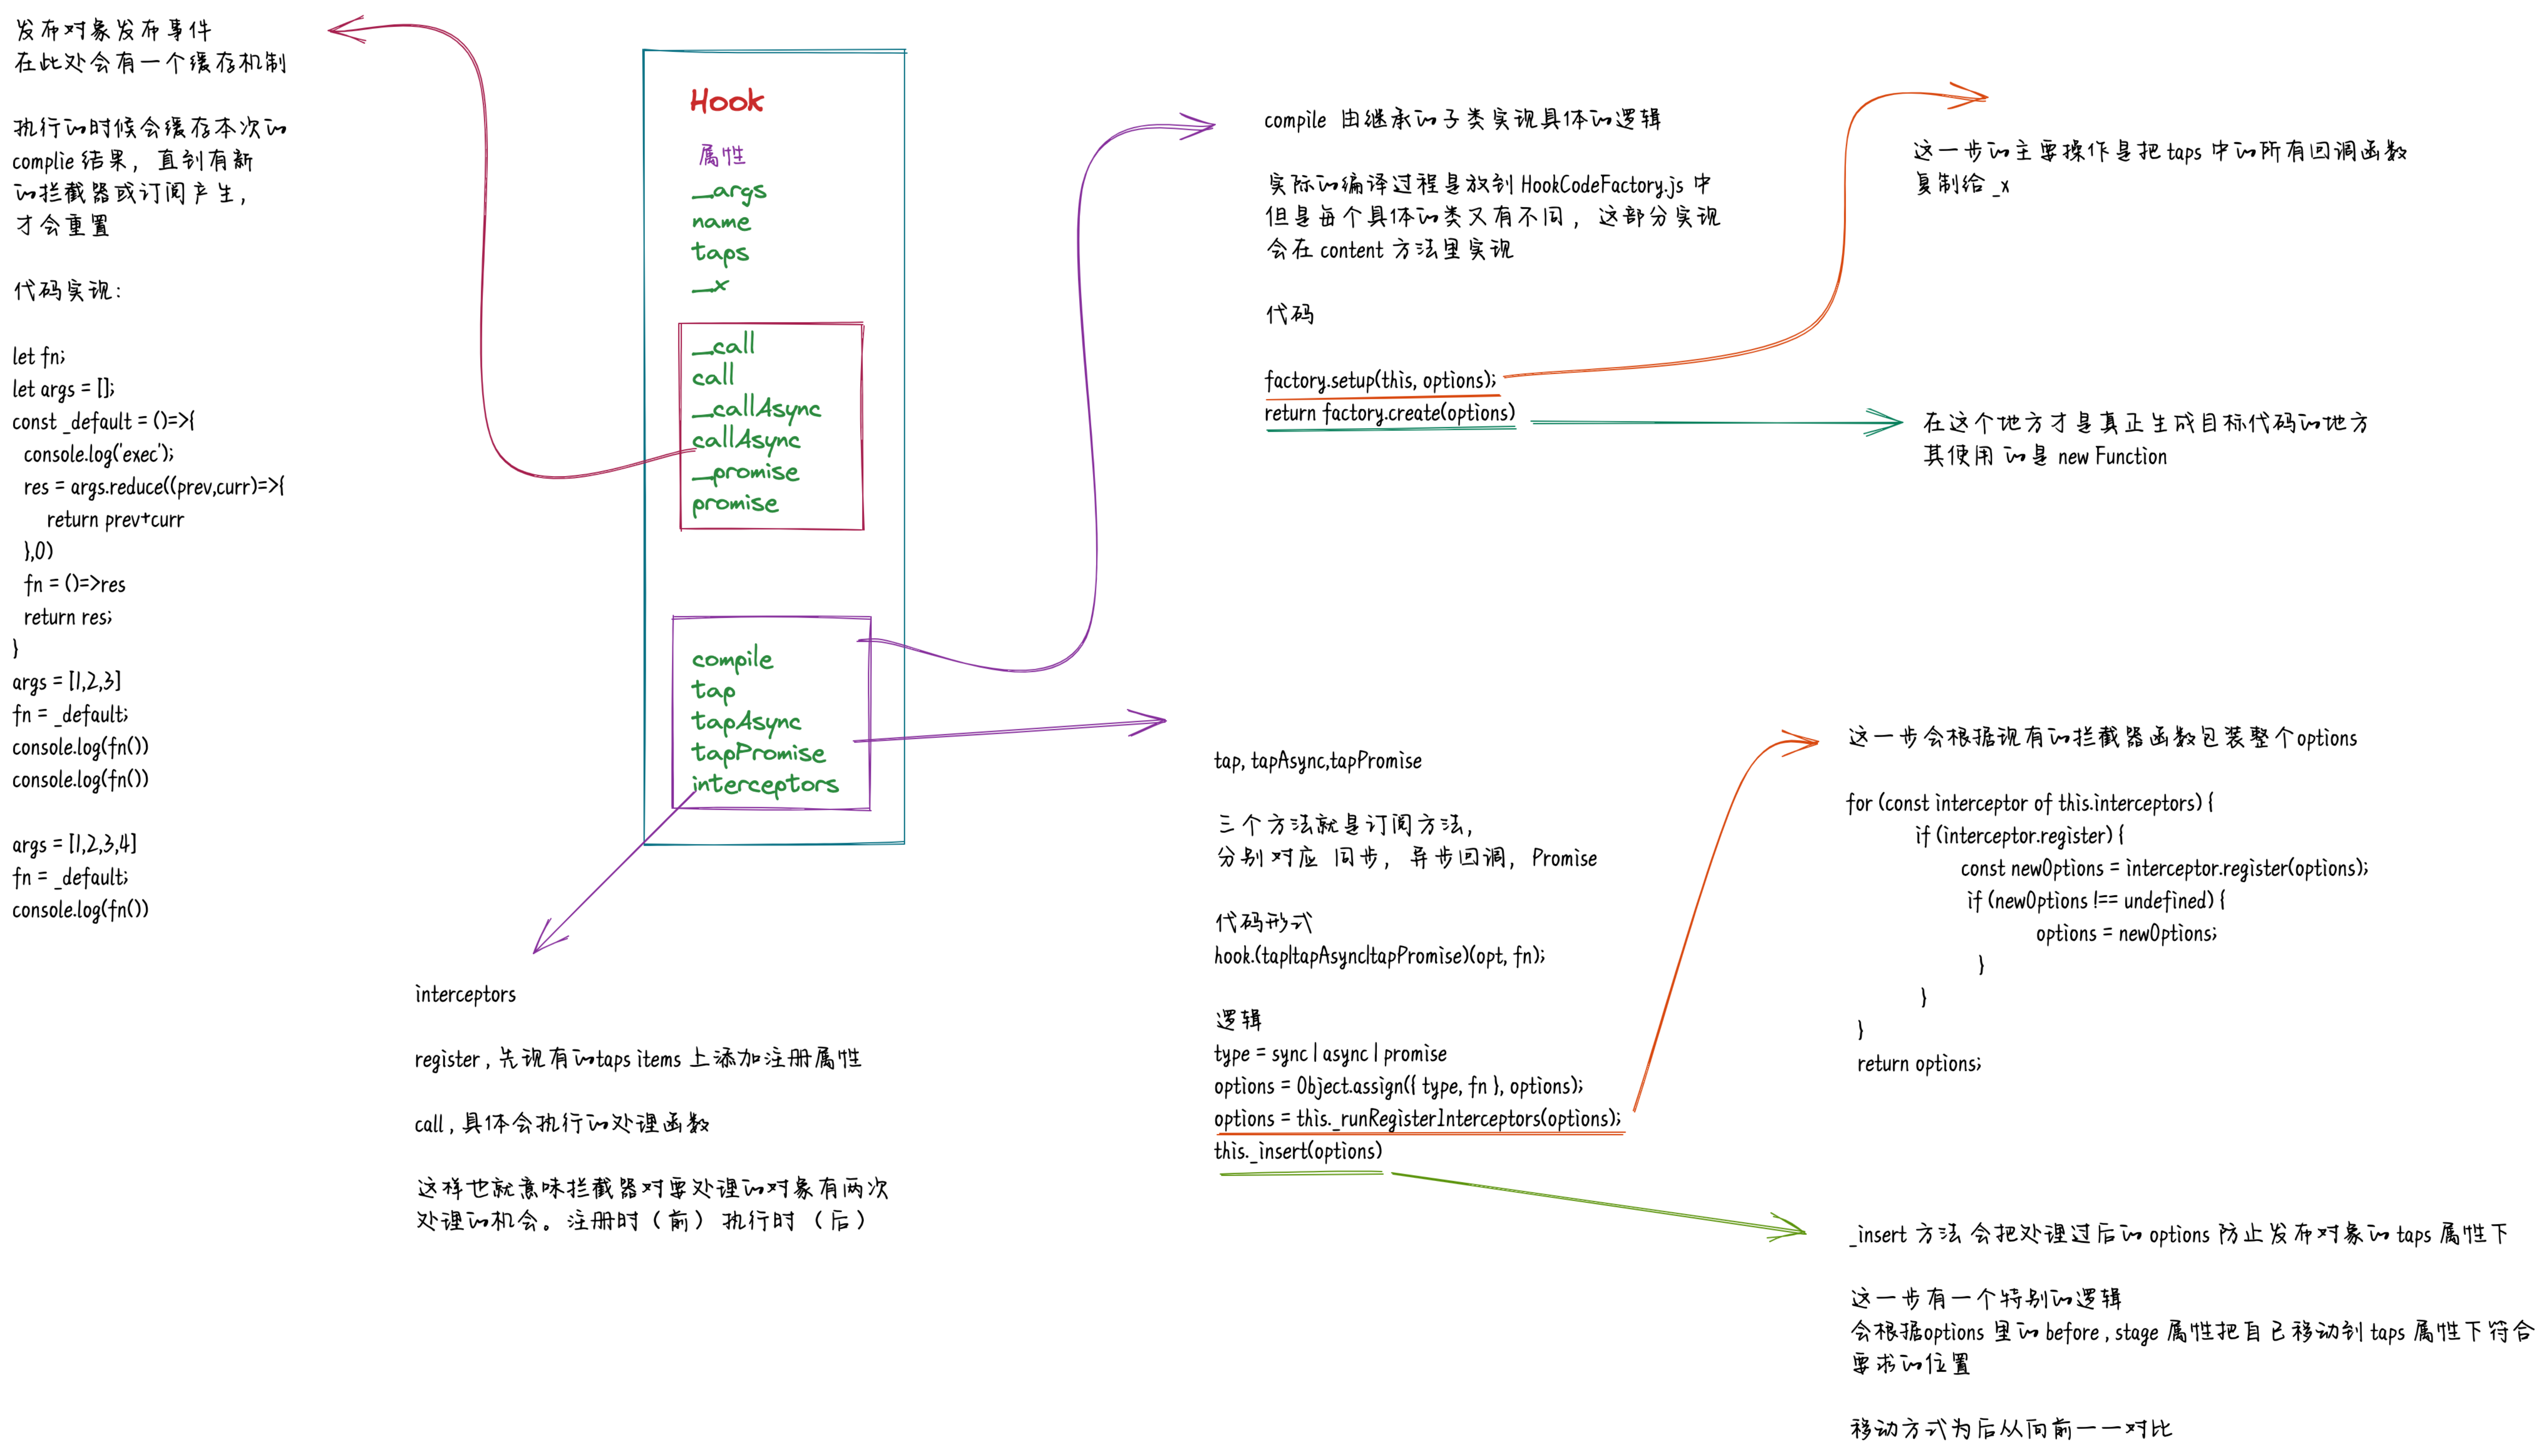 发布对象发布事件
在此处会有一个缓存机制
执行的时候会缓存本次的
complie 结果，直到有新
的拦截器或订阅产生，
才会重置
代码实现：
let fn;
let args = [];
const _default = ()=>{
console.log('exec');
res = args.reduce((prev,curr)=>{
return prev+curr
},0)
fn = ()=>res
return res;
}
args = [1,2,3]
fn = _default;
console.log(fn())
console.log(fn())
args = [1,2,3,4]
fn = _default;
console.log(fn())
Hook
属性
_args
name
taps
_x
_call
call
_callAsync
callAsync
_promise
promise
compile
tap
tapAsync
tapPromise
interceptors
interceptors
register , 先现有的taps items 上添加注册属性
call , 具体会执行的处理函数
这样也就意味拦截器对要处理的对象有两次
处理的机会。注册时（前） 执行时 （后）
compile 由继承的子类实现具体的逻辑
实际的编译过程是放到 HookCodeFactory.js 中
但是每个具体的类又有不同，这部分实现
会在 content 方法里实现
代码
factory.setup(this, options);
return factory.create(options)
这一步的主要操作是把 taps 中的所有回调函数
复制给 _x
在这个地方才是真正生成目标代码的地方
其使用 的是 new Function
tap, tapAsync,tapPromise
三个方法就是订阅方法，
分别 对应 同步， 异步回调， Promise
代码形式
hook.(tap|tapAsync|tapPromise)(opt, fn);
逻辑
type = sync | async | promise
options = Object.assign({ type, fn }, options);
options = this._runRegisterInterceptors(options);
this._insert(options)
这一步会根据现有的拦截器函数包装整个options
for (const interceptor of this.interceptors) {
if (interceptor.register) {
const newOptions = interceptor.register(options);
if (newOptions !== undefined) {
options = newOptions;
}
}
}
return options;
_insert 方法 会把处理过后的 options 防止发布对象的 taps 属性下
这一步有一个特别的逻辑
会根据options 里的 before , stage 属性把自已移动到 taps 属性下符合
要求的位置
移动方式为后从向前一一对比